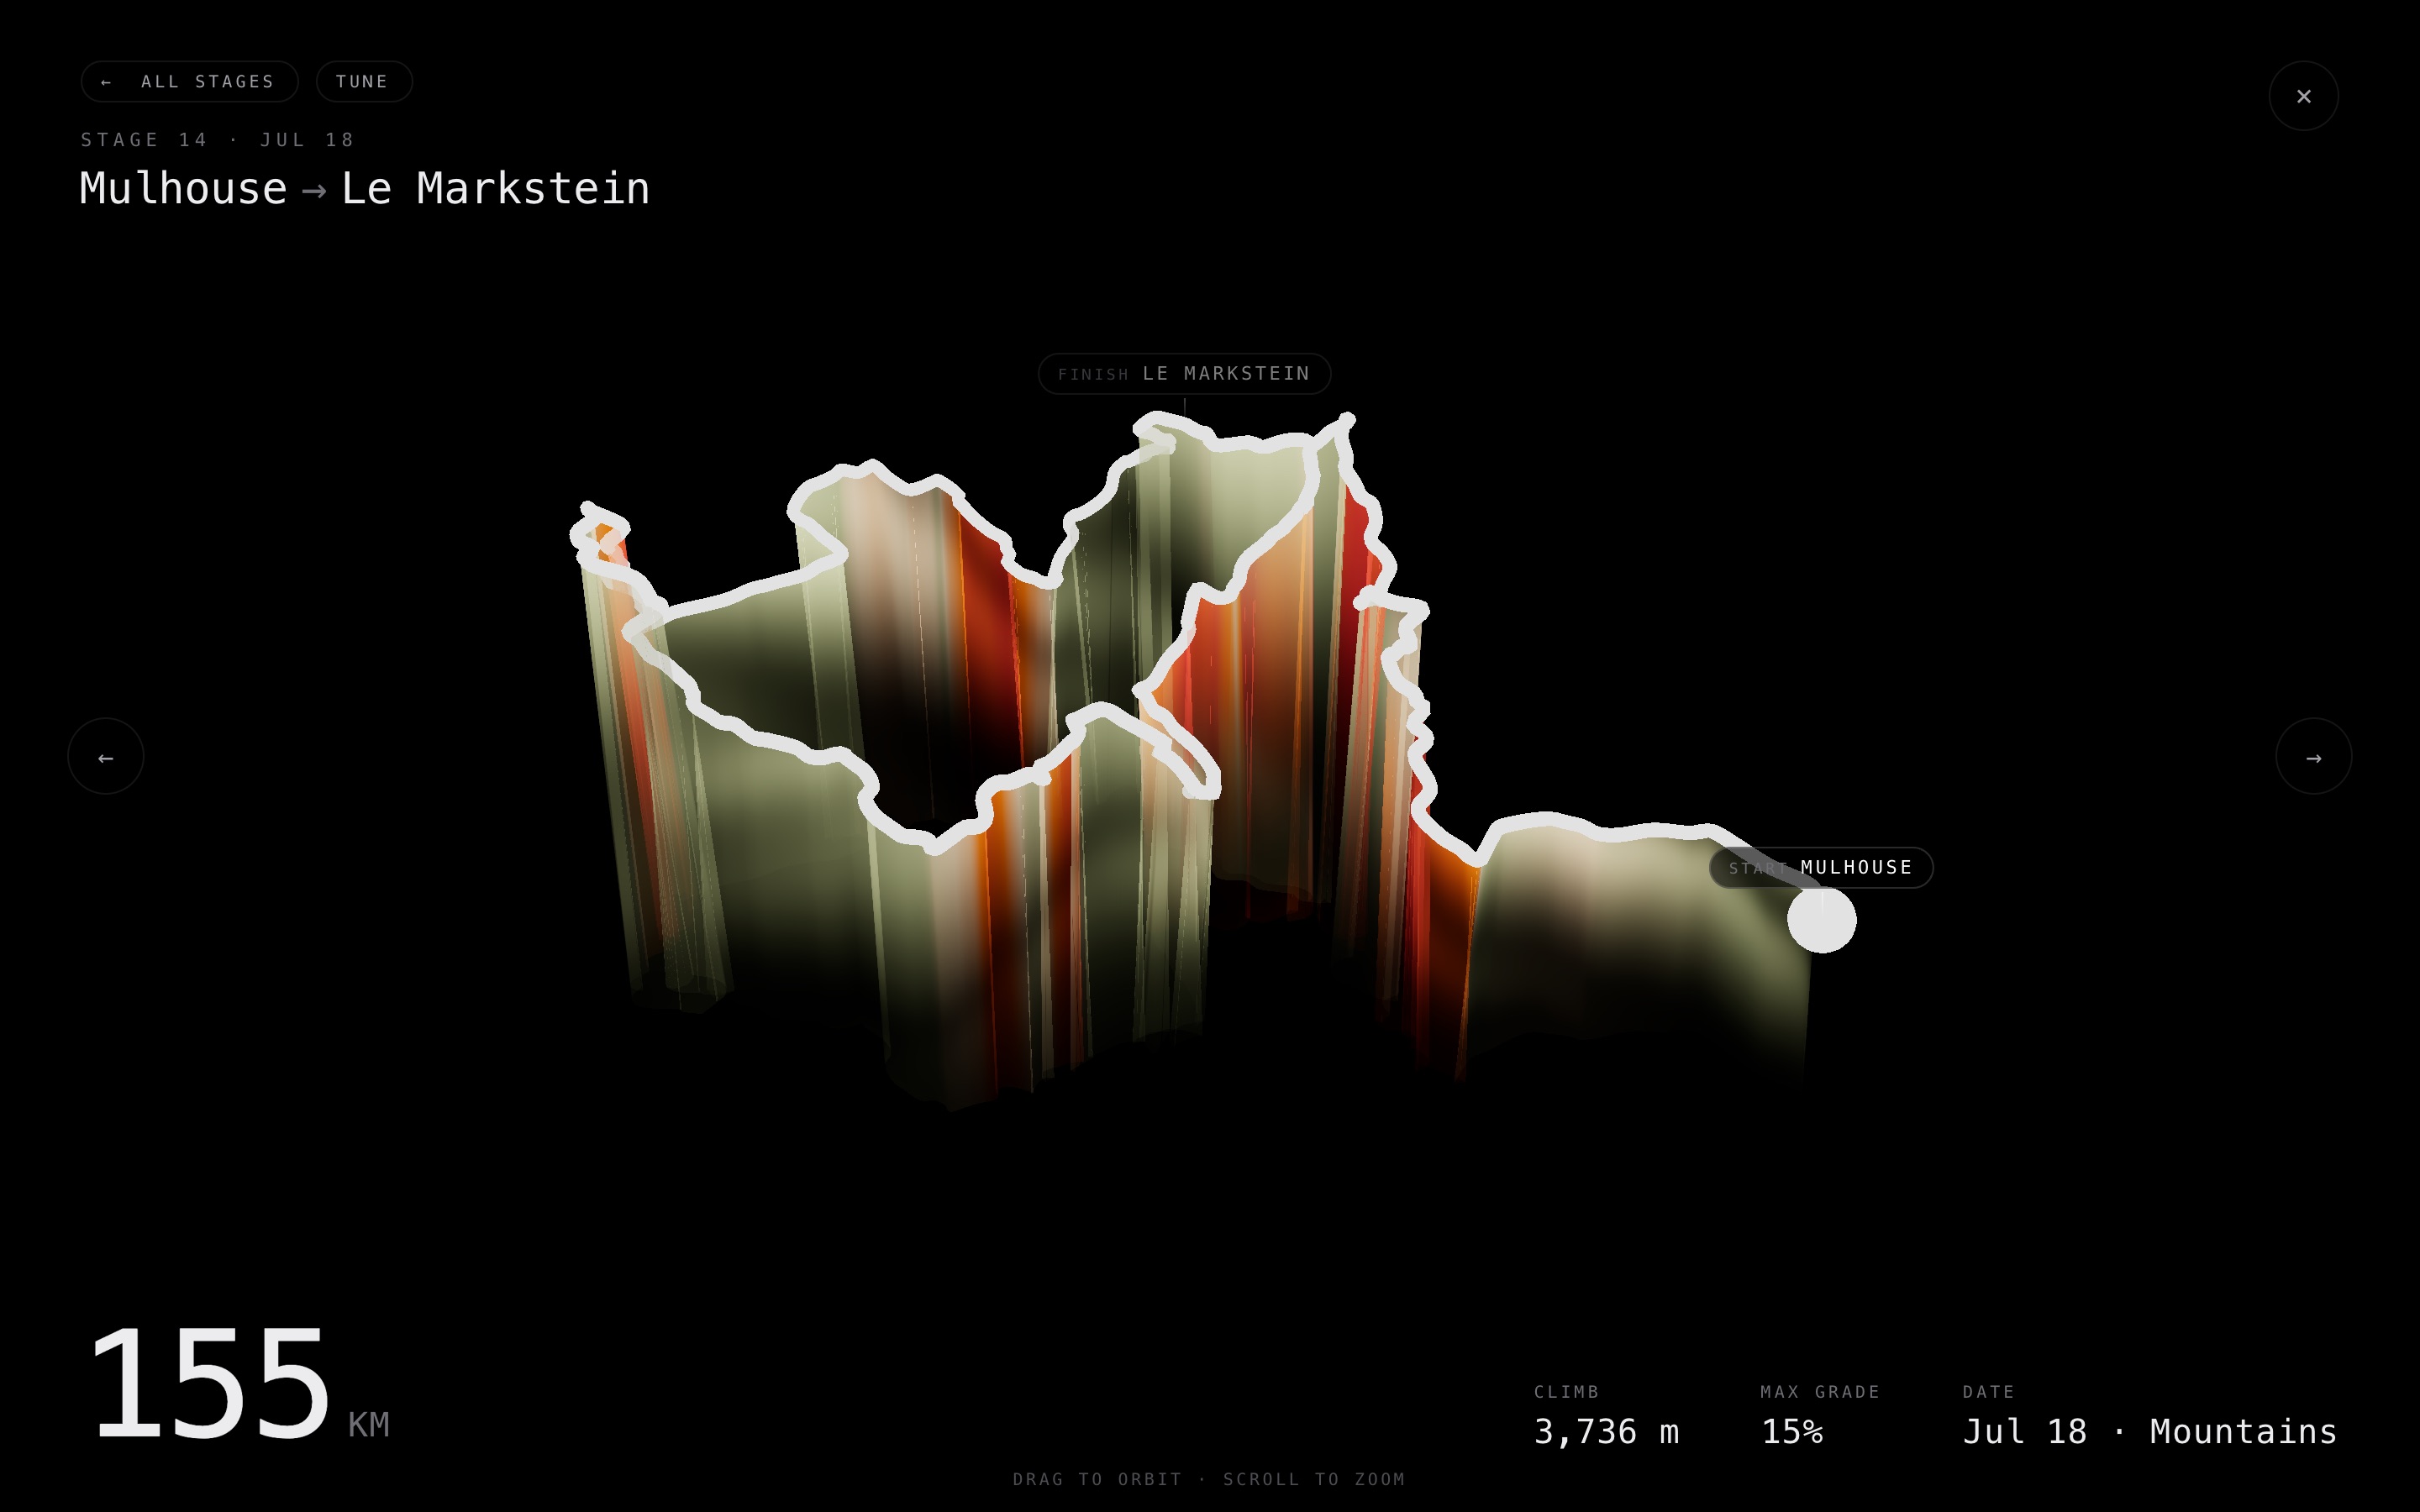 ← ALL STAGES
TUNE
×
STAGE 14 · JUL 18
Mulhouse → Le Markstein
FINISH LE MARKSTEIN
←
→
START MULHOUSE
155 KM
CLIMB
3,736 m
MAX GRADE
15%
DATE
Jul 18 · Mountains
DRAG TO ORBIT · SCROLL TO ZOOM